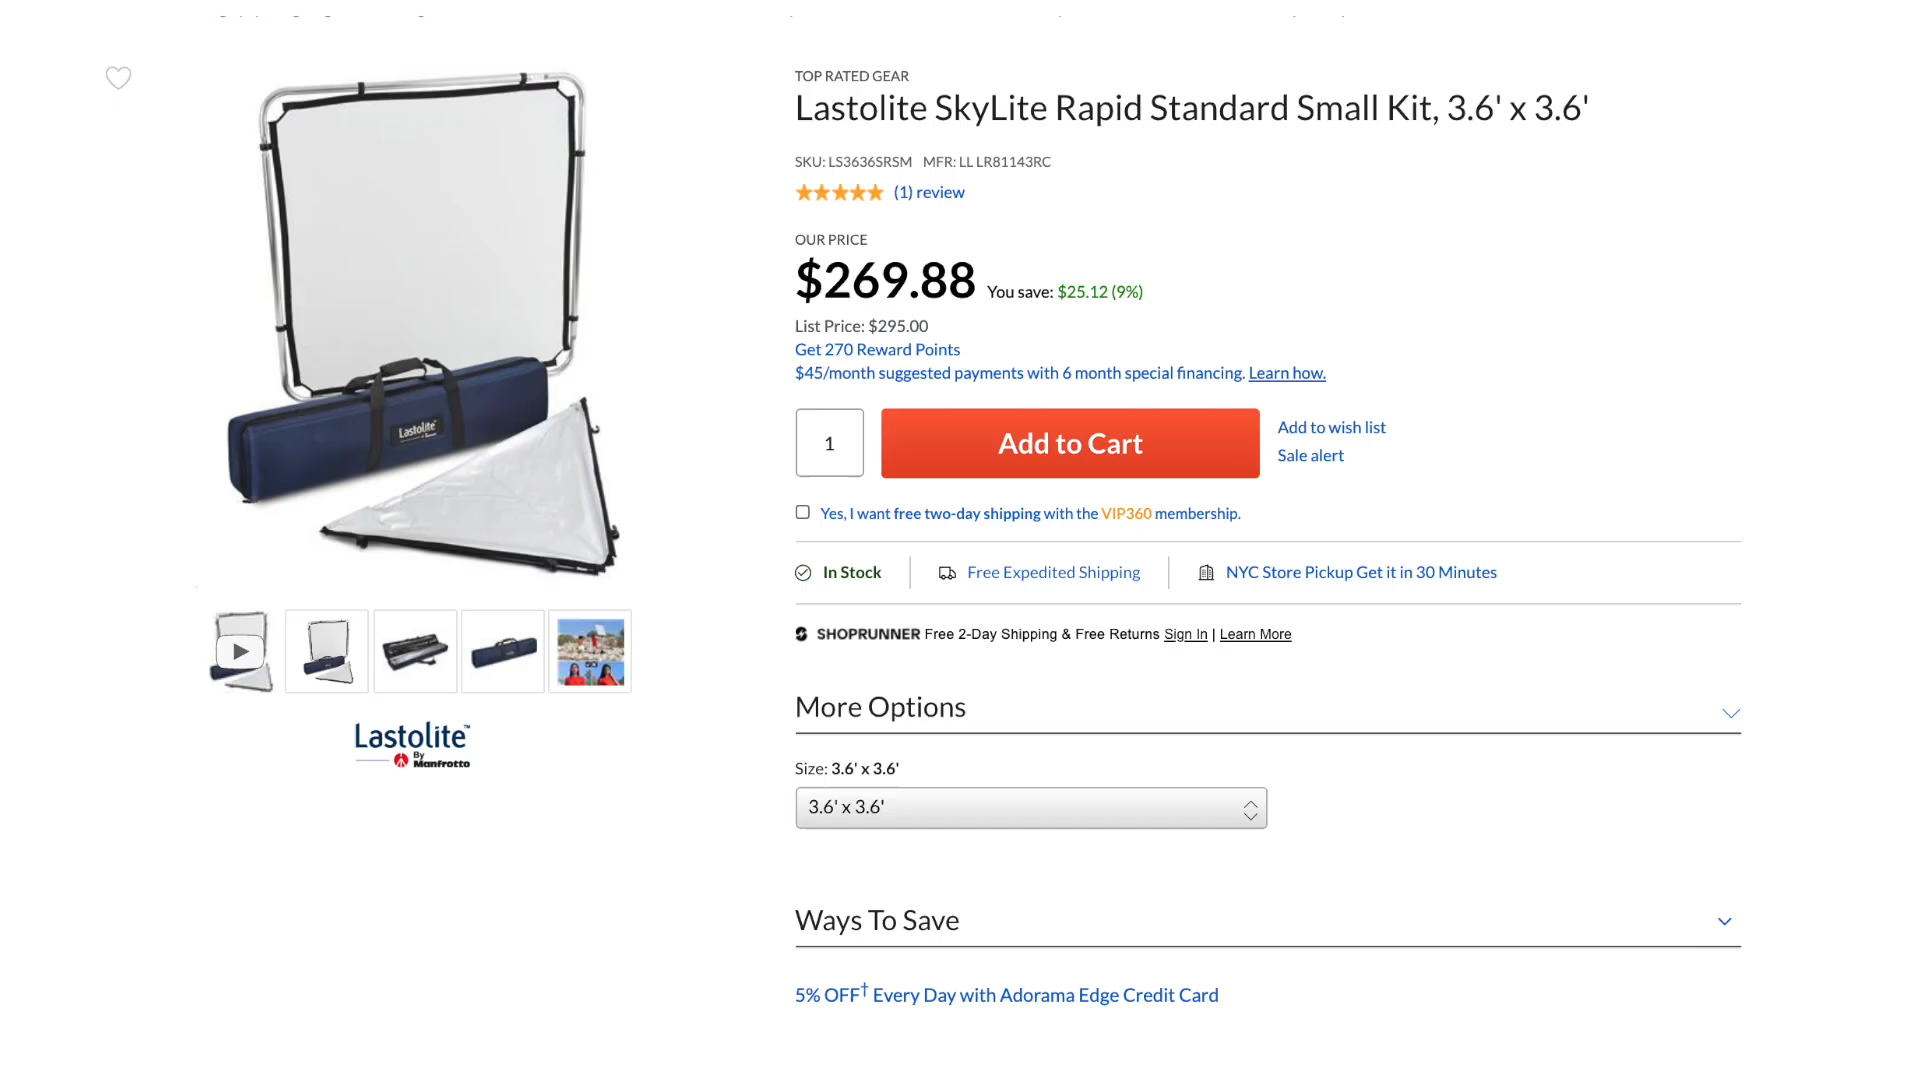 TOP RATED GEAR
Lastolite SkyLite Rapid Standard Small Kit, 3.6' x 3.6'
SKU: LS3636SRSM MFR: LL LR81143RC
(1) review
OUR PRICE
$269.88 You save: $25.12 (9%)
List Price: $295.00
Get 270 Reward Points
$45/month suggested payments with 6 month special financing. Learn how.
1 Add to Cart
Add to wish list
Sale alert
Yes, I want free two-day shipping with the VIP360 membership.
In Stock Free Expedited Shipping NYC Store Pickup Get it in 30 Minutes
SHOPRUNNER Free 2-Day Shipping & Free Returns Sign In | Learn More
More Options
Size: 3.6' x 3.6'
3.6' x 3.6'
Ways To Save
5% OFF† Every Day with Adorama Edge Credit Card
Lastolite
Lastolite™
By
Manfrotto